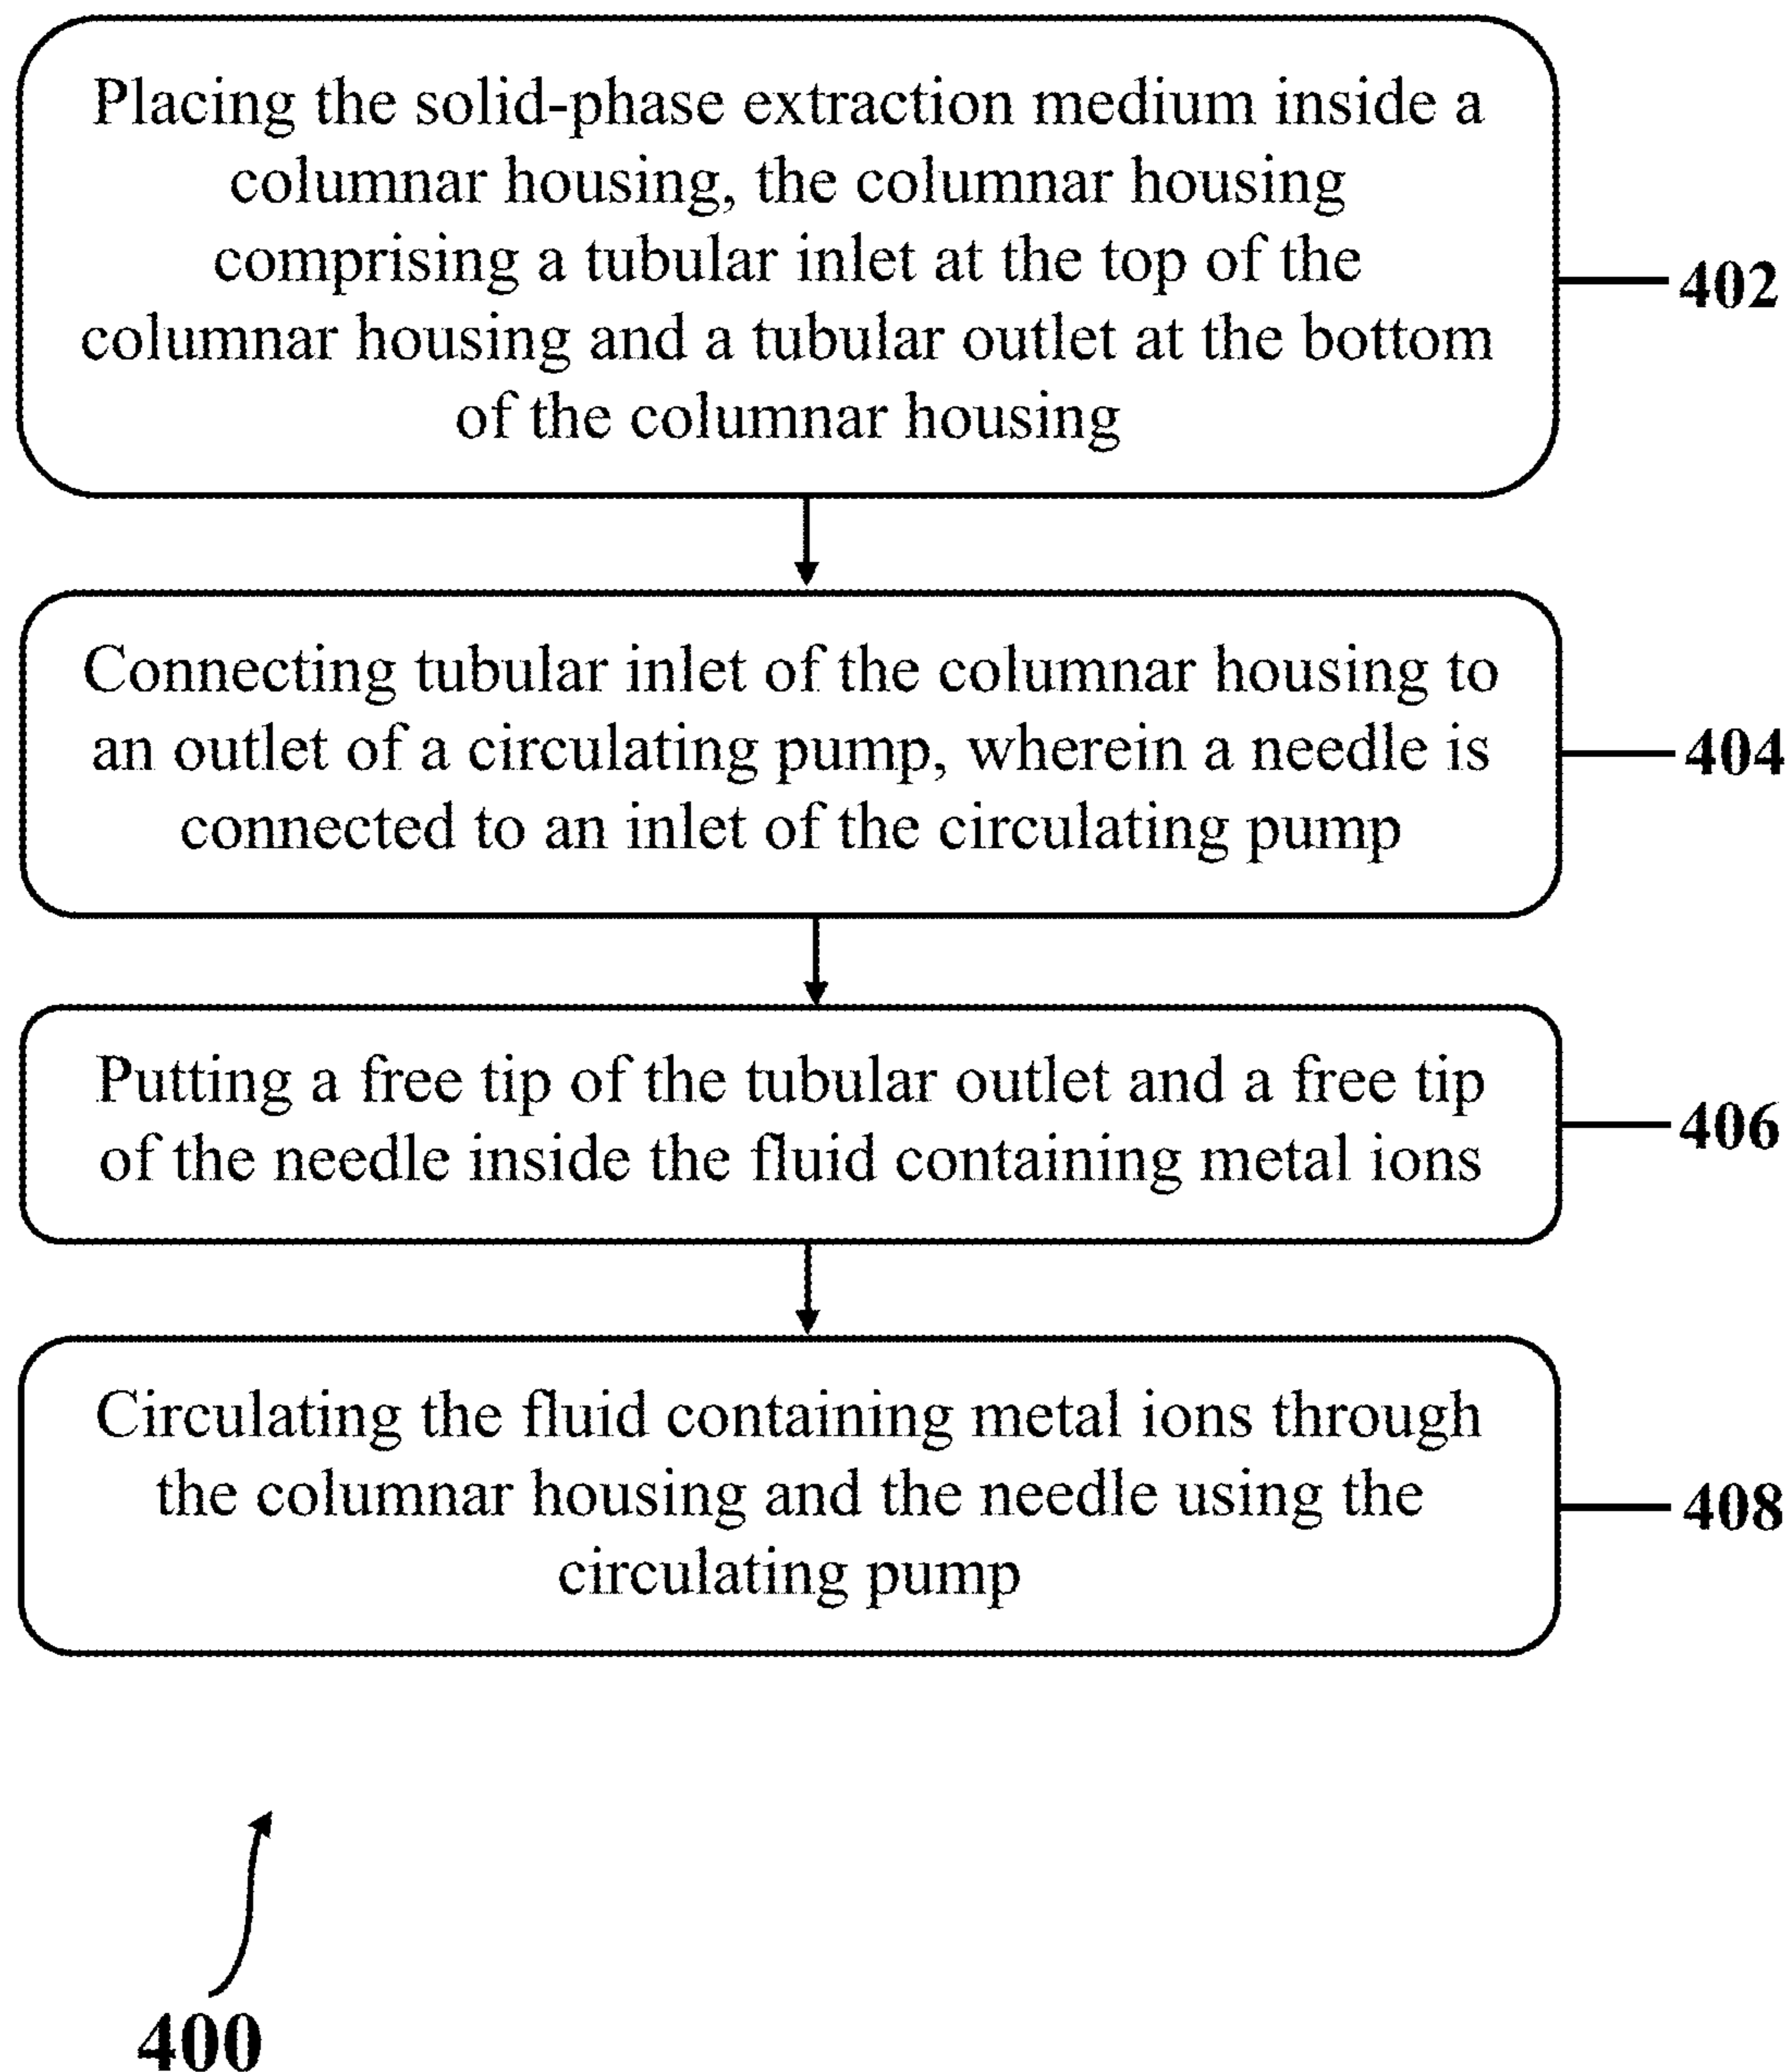 Placing the solid-phase extraction medium inside a
columnar housing, the columnar housing
comprising a tubular inlet at the top of the
columnar housing and a tubular outlet at the bottom
of the columnar housing
402
Connecting tubular inlet of the columnar housing to
an outlet of a circulating pump, wherein a needle is
connected to an inlet of the circulating pump
404
Putting a free tip of the tubular outlet and a free tip
of the needle inside the fluid containing metal ions
406
Circulating the fluid containing metal ions through
the columnar housing and the needle using the
circulating pump
408
400